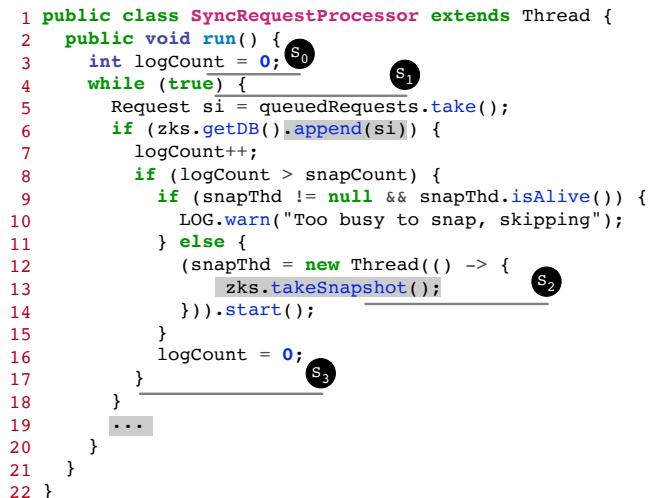 1 public class SyncRequestProcessor extends Thread {
2 public void run() {
3 int logCount = 0; S0
4 while (true) { S1
5 Request si = queuedRequests.take();
6 if (zks.getDB().append(si)) {
7 logCount++;
8 if (logCount > snapCount) {
9 if (snapThd != null && snapThd.isAlive()) {
10 LOG.warn("Too busy to snap, skipping");
11 } else {
12 (snapThd = new Thread(() -> {
13 zks.takeSnapshot(); S2
14 })).start();
15 }
16 logCount = 0;
17 } S3
18 }
19 ...
20 }
21 }
22 }